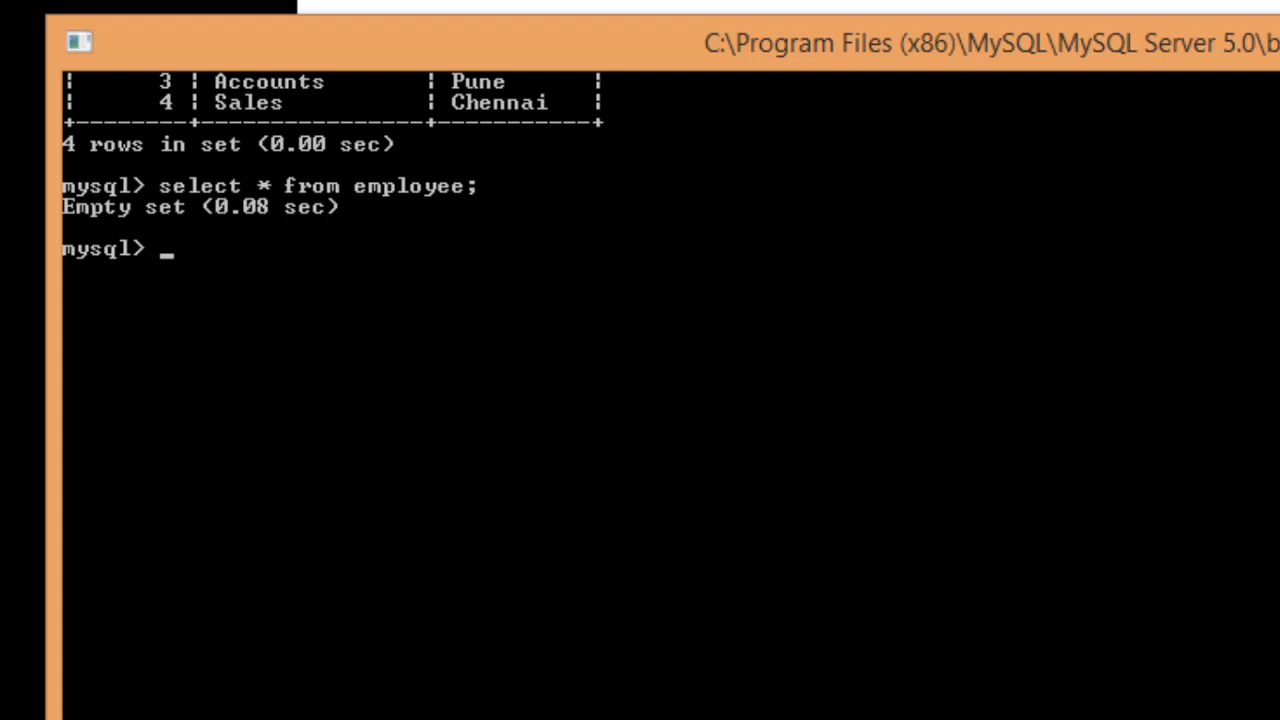 C:\Program Files (x86)\MySQL\MySQL Server 5.0\b
¦      3 ¦ Accounts       ¦ Pune      ¦
¦      4 ¦ Sales          ¦ Chennai   ¦
+--------+----------------+-----------+
4 rows in set (0.00 sec)
mysql> select * from employee;
Empty set (0.08 sec)
mysql> _